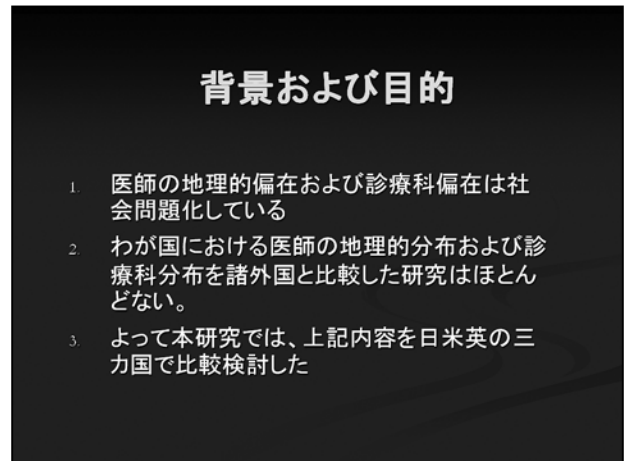 背景および目的
1. 医師の地理的偏在および診療科偏在は社
会問題化している
2. わが国における医師の地理的分布および診
療科分布を諸外国と比較した研究はほとん
どない。
3. よって本研究では、上記内容を日米英の三
カ国で比較検討した